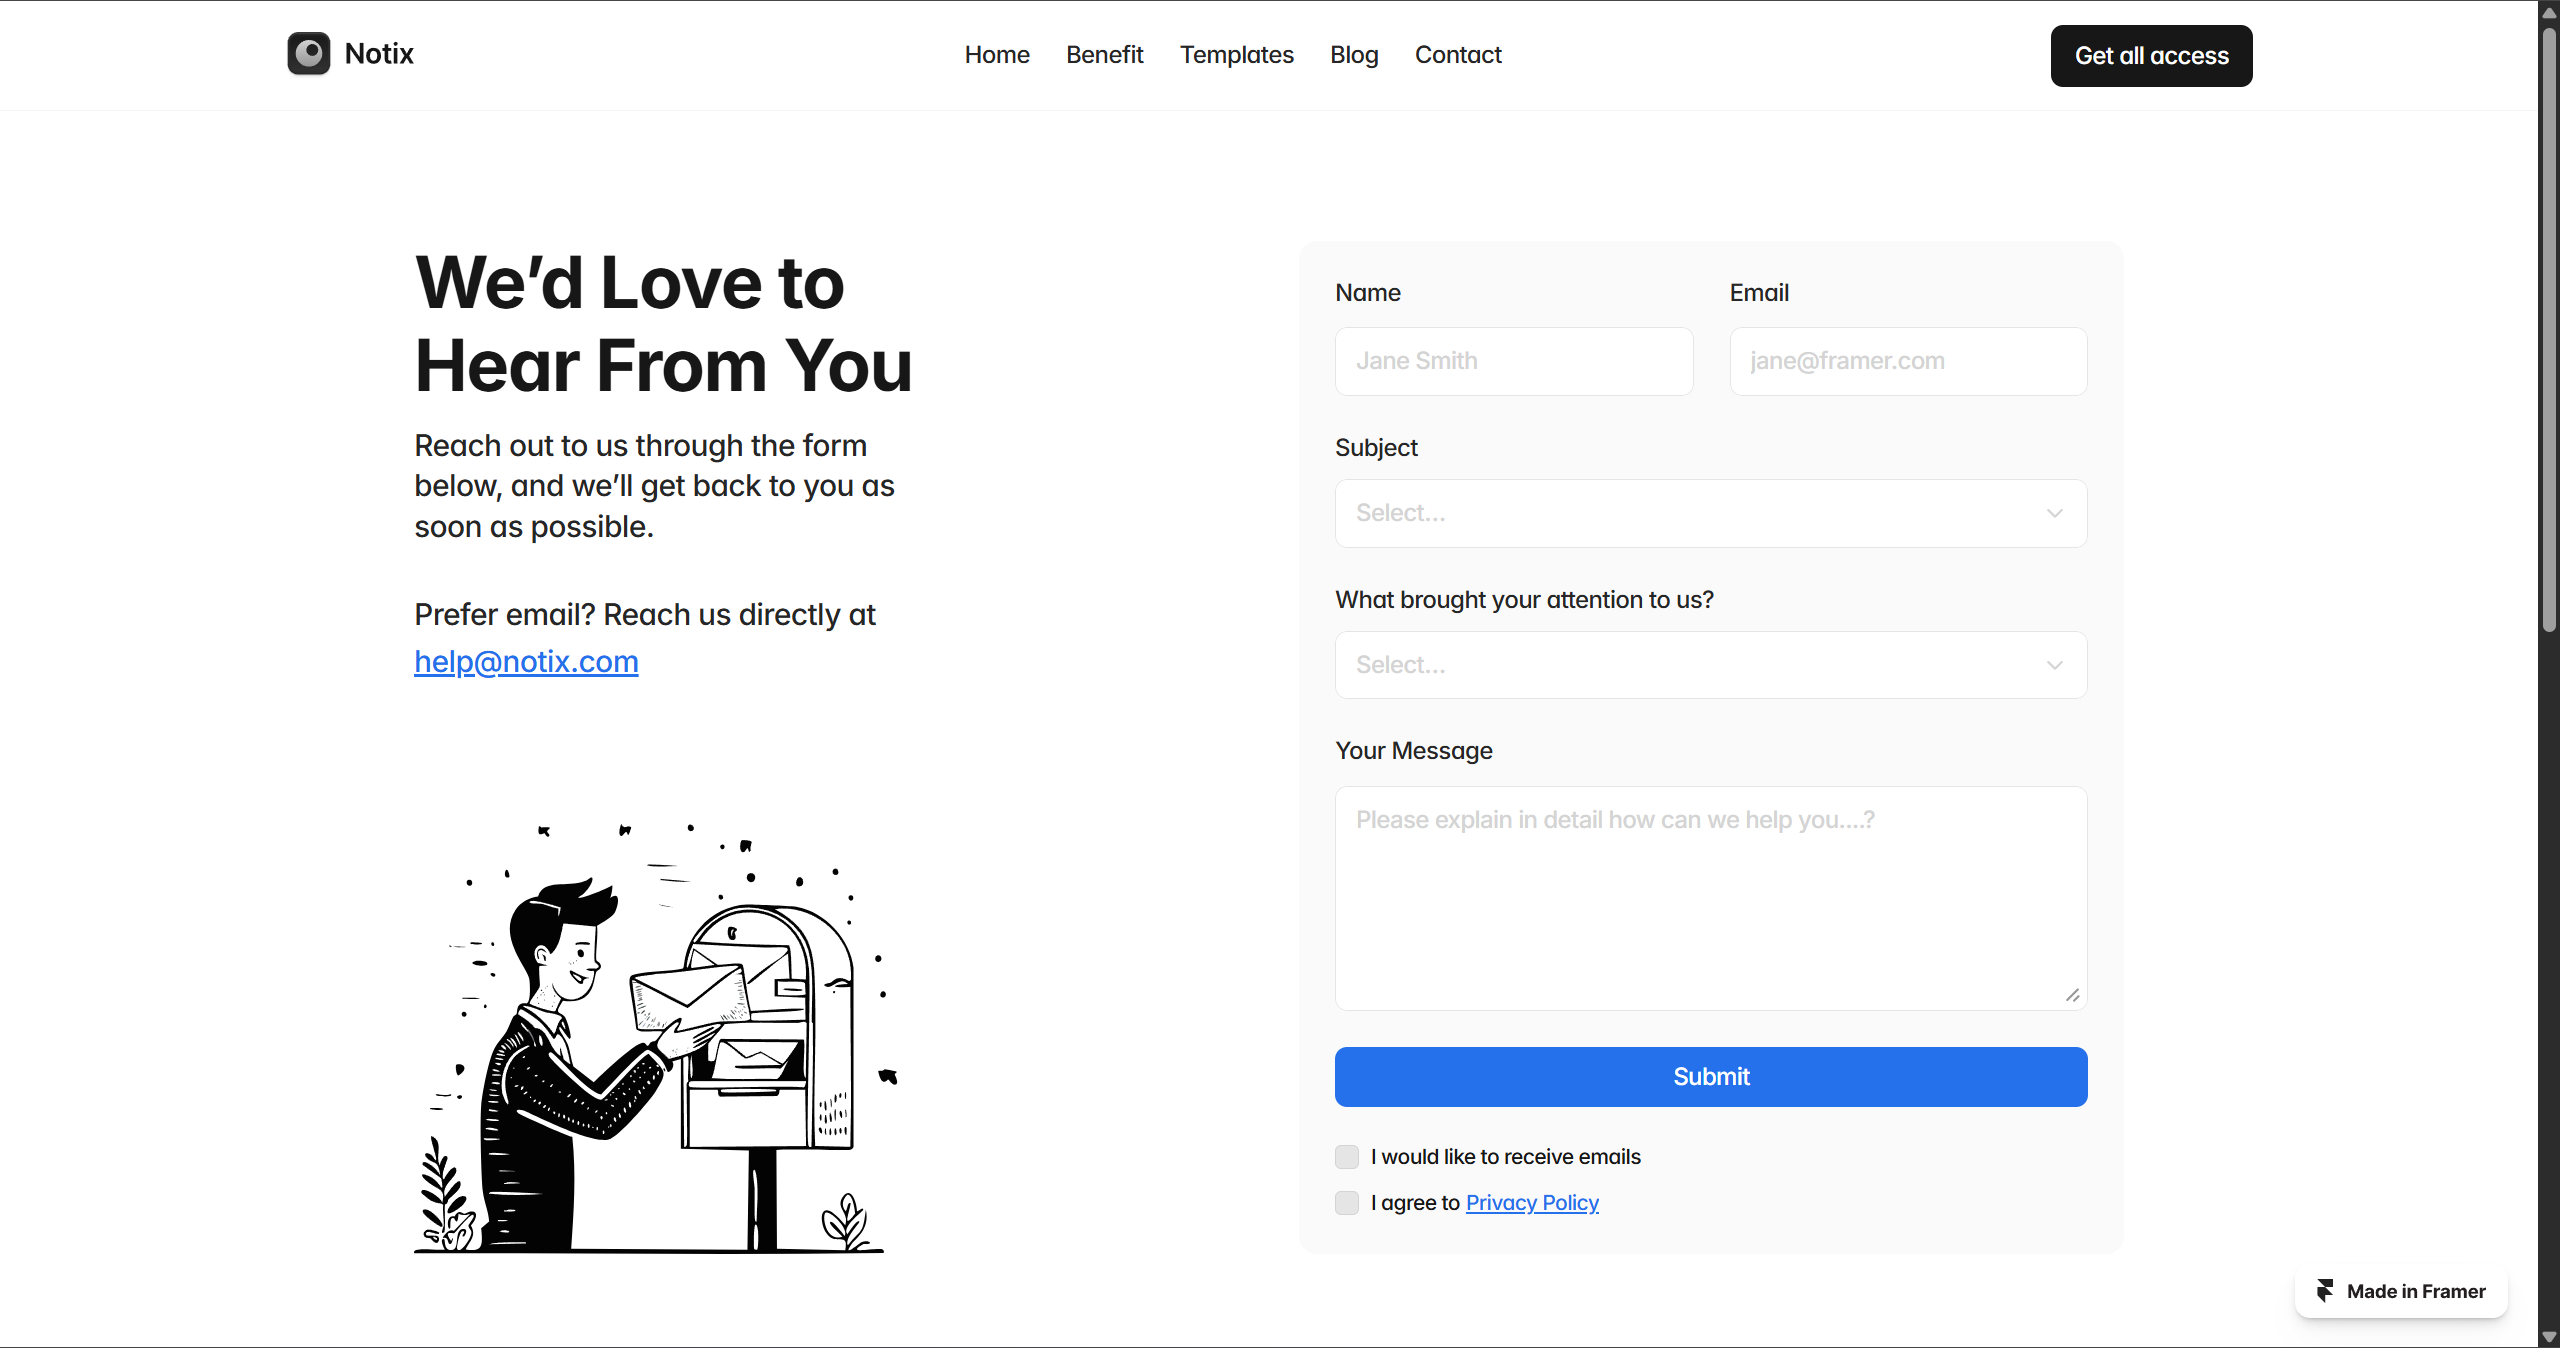 Notix
Home
Benefit
Templates
Blog
Contact
Get all access
We’d Love to
Hear From You
Reach out to us through the form
below, and we’ll get back to you as
soon as possible.
Prefer email? Reach us directly at
help@notix.com
Name
Email
Jane Smith
jane@framer.com
Subject
Select...
What brought your attention to us?
Select...
Your Message
Please explain in detail how can we help you....?
Submit
I would like to receive emails
I agree to Privacy Policy
Made in Framer